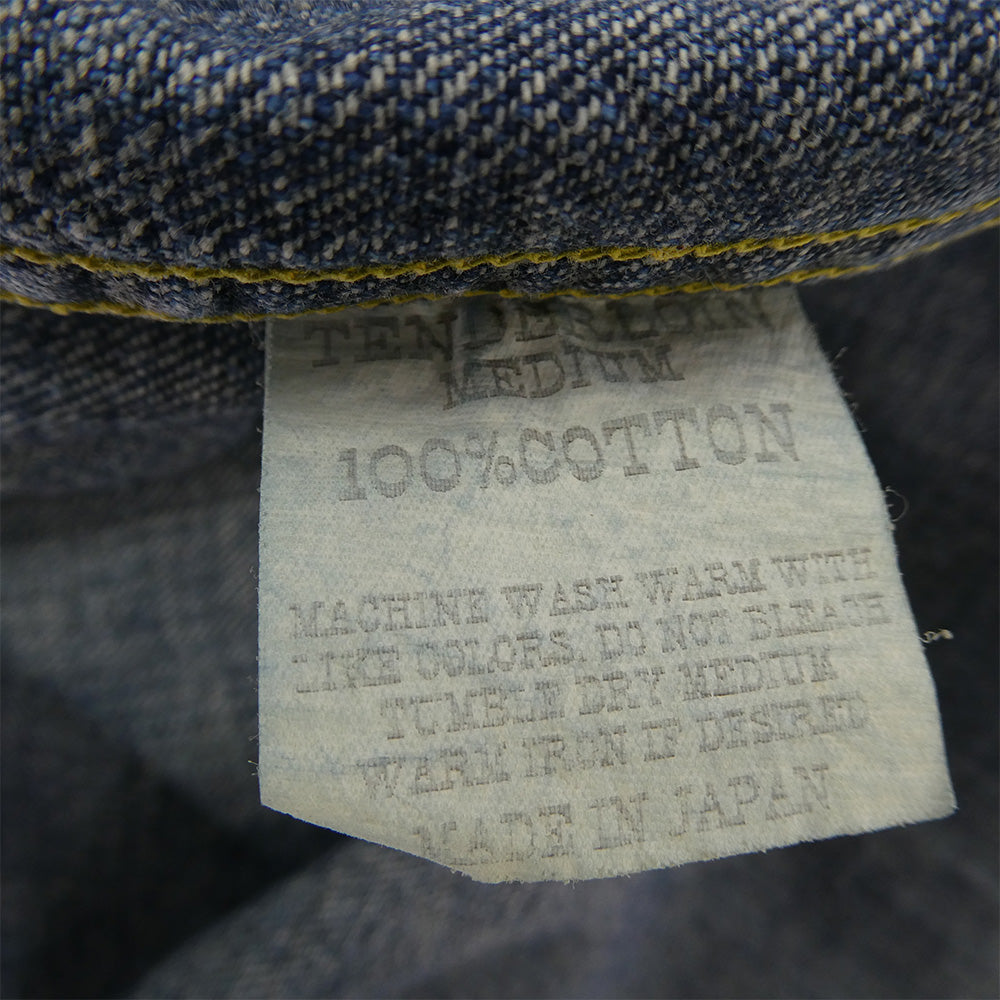 TENDERLOIN
MEDIUM
100%COTTON
MACHINE WASH WARM WITH
LIKE COLORS. DO NOT BLEACH
TUMBLE DRY MEDIUM
WARM IRON IF DESIRED
MADE IN JAPAN